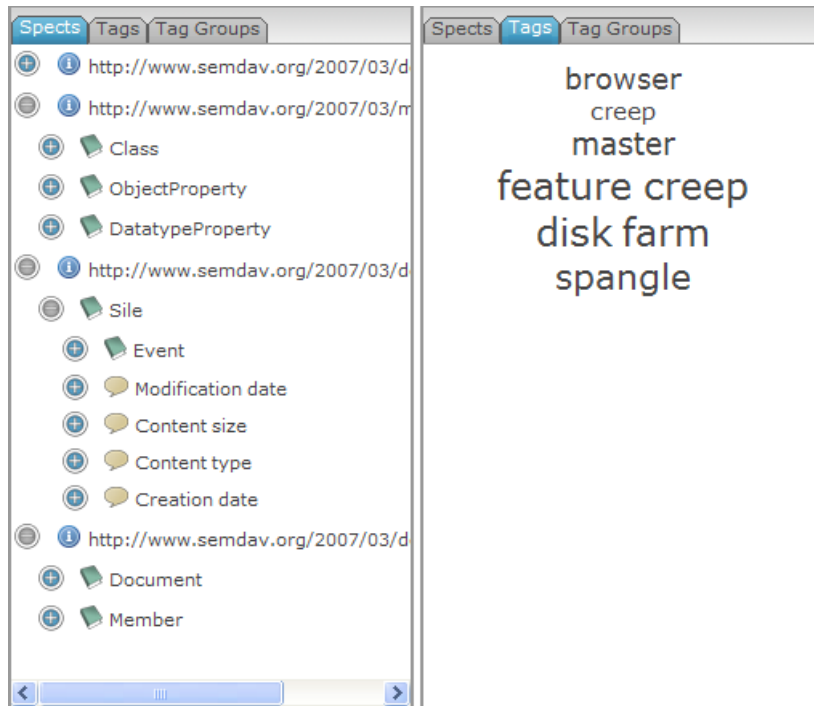 Spects Tags Tag Groups
http://www.semdav.org/2007/03/d
http://www.semdav.org/2007/03/m
Class
ObjectProperty
DatatypeProperty
http://www.semdav.org/2007/03/d
Sile
Event
Modification date
Content size
Content type
Creation date
http://www.semdav.org/2007/03/d
Document
Member
Spects Tags Tag Groups
browser
creep
master
feature creep
disk farm
spangle